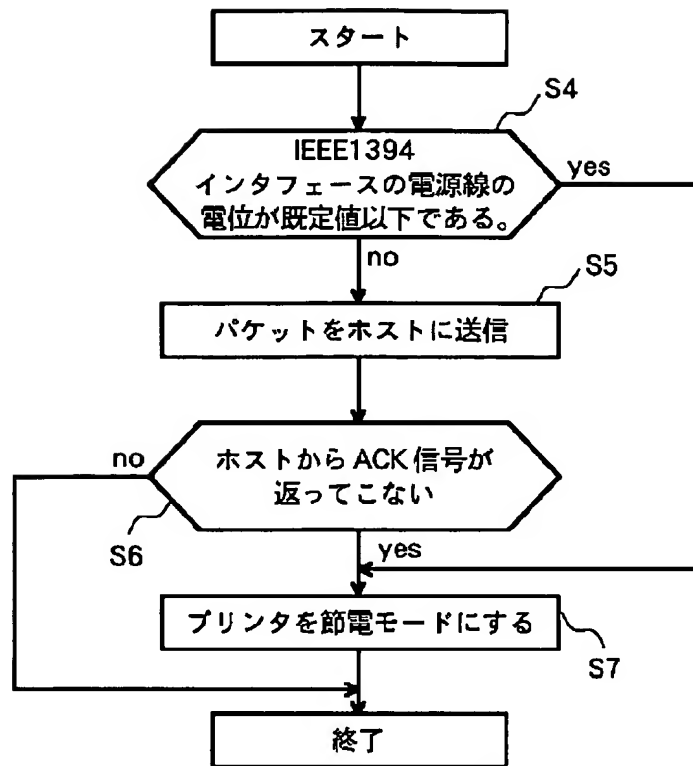 スタート
S4
IEEE1394
インタフェースの電源線の
電位が既定値以下である。
yes
no
S5
パケットをホストに送信
no
ホストから ACK 信号が
返ってこない
S6
yes
プリンタを節電モードにする
S7
終了